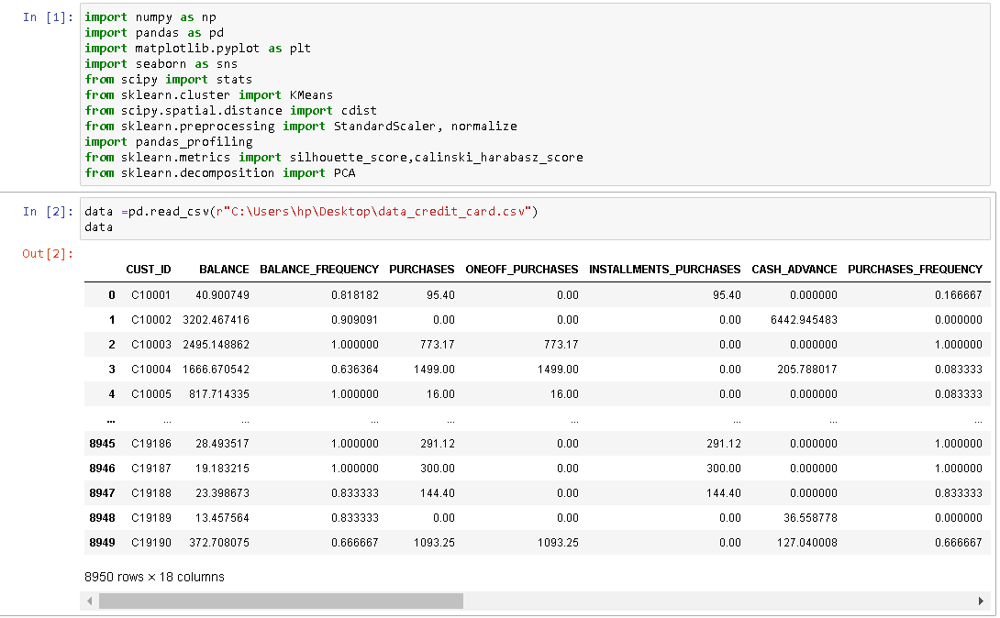 In [1]: import numpy as np
import pandas as pd
import matplotlib.pyplot as plt
import seaborn as sns
from scipy import stats
from sklearn.cluster import KMeans
from scipy.spatial.distance import cdist
from sklearn.preprocessing import StandardScaler, normalize
import pandas_profiling
from sklearn.metrics import silhouette_score,calinski_harabasz_score
from sklearn.decomposition import PCA
In [2]: data =pd.read_csv(r"C:\Users\hp\Desktop\data_credit_card.csv")
data
Out[2]:
CUST_ID BALANCE BALANCE_FREQUENCY PURCHASES ONEOFF_PURCHASES INSTALLMENTS_PURCHASES CASH_ADVANCE PURCHASES_FREQUENCY
0 C10001 40.900749 0.818182 95.40 0.00 95.40 0.000000 0.166667
1 C10002 3202.467416 0.909091 0.00 0.00 0.00 6442.945483 0.000000
2 C10003 2495.148862 1.000000 773.17 773.17 0.00 0.000000 1.000000
3 C10004 1666.670542 0.636364 1499.00 1499.00 0.00 205.788017 0.083333
4 C10005 817.714335 1.000000 16.00 16.00 0.00 0.000000 0.083333
... ... ... ... ... ... ... ... ...
8945 C19186 28.493517 1.000000 291.12 0.00 291.12 0.000000 1.000000
8946 C19187 19.183215 1.000000 300.00 0.00 300.00 0.000000 1.000000
8947 C19188 23.398673 0.833333 144.40 0.00 144.40 0.000000 0.833333
8948 C19189 13.457564 0.833333 0.00 0.00 0.00 36.558778 0.000000
8949 C19190 372.708075 0.666667 1093.25 1093.25 0.00 127.040008 0.666667
8950 rows × 18 columns